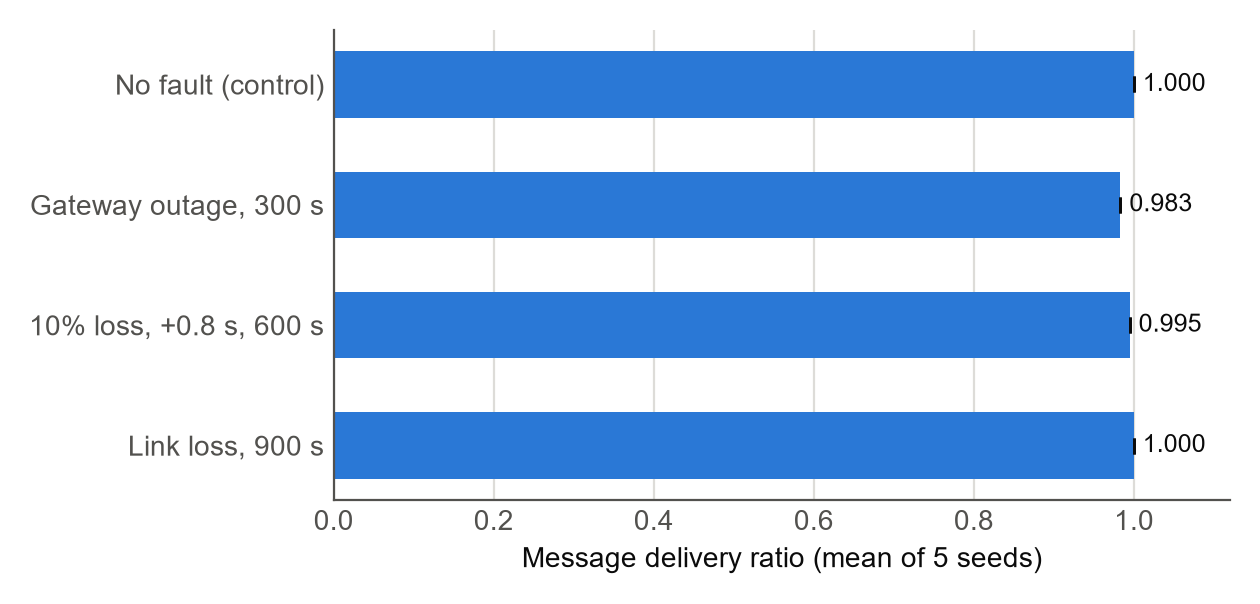 No fault (control)
1.000
Gateway outage, 300 s
0.983
10% loss, +0.8 s, 600 s
0.995
Link loss, 900 s
1.000
0.0 0.2 0.4 0.6 0.8 1.0
Message delivery ratio (mean of 5 seeds)